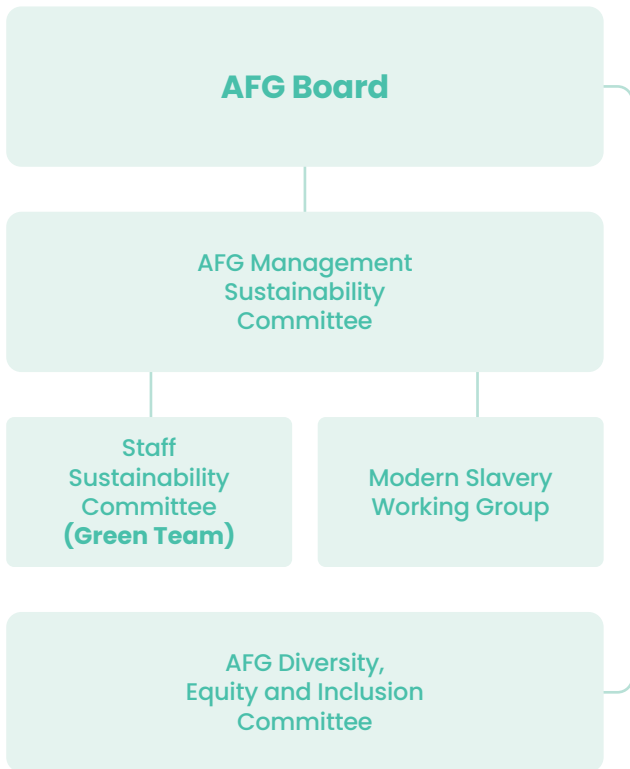 AFG Board
AFG Management
Sustainability
Committee
Staff
Sustainability
Committee
(Green Team)
Modern Slavery
Working Group
AFG Diversity,
Equity and Inclusion
Committee